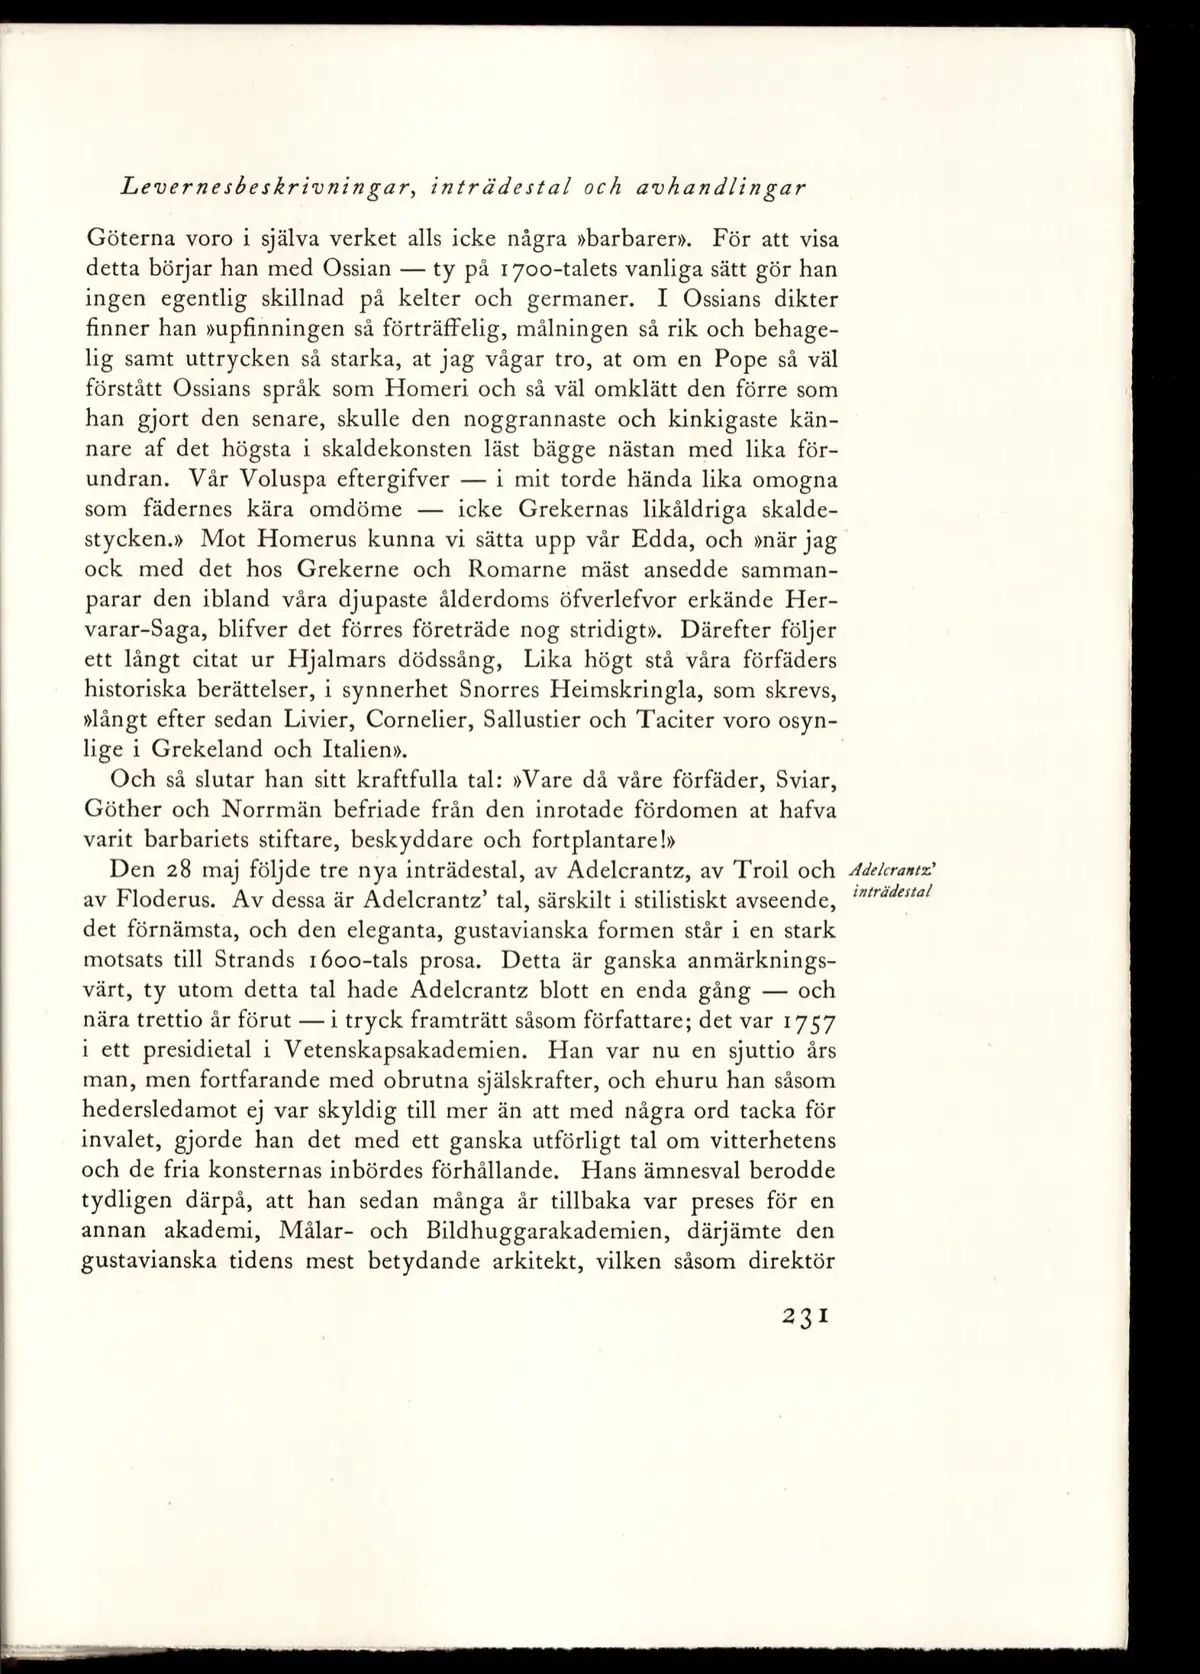 Levernesbeskrivningar, inträdestal och avhandlingar
Göterna voro i själva verket alls icke några »barbarer». För att visa
detta börjar han med Ossian — ty på 1700-talets vanliga sätt gör han
ingen egentlig skillnad på kelter och germaner. I Ossians dikter
finner han »upfinningen så förträffelig, målningen så rik och behage-
lig samt uttrycken så starka, at jag vågar tro, at om en Pope så väl
förstått Ossians språk som Homeri och så väl omklätt den förre som
han gjort den senare, skulle den noggrannaste och kinkigaste kän-
nare af det högsta i skaldekonsten läst bägge nästan med lika för-
undran. Vår Voluspa eftergifver — i mit torde hända lika omogna
som fädernes kära omdöme — icke Grekernas likåldriga skalde-
stycken.» Mot Homerus kunna vi sätta upp vår Edda, och »när jag
ock med det hos Grekerne och Romarne mäst ansedde samman-
parar den ibland våra djupaste ålderdoms öfverlefvor erkände Her-
varar-Saga, blifver det förres företräde nog stridigt». Därefter följer
ett långt citat ur Hjalmars dödssång, Lika högt stå våra förfäders
historiska berättelser, i synnerhet Snorres Heimskringla, som skrevs,
»långt efter sedan Livier, Cornelier, Sallustier och Taciter voro osyn-
lige i Grekeland och Italien».
Och så slutar han sitt kraftfulla tal: »Vare då våre förfäder, Sviar,
Göther och Norrmän befriade från den inrotade fördomen at hafva
varit barbariets stiftare, beskyddare och fortplantare!»
Den 28 maj följde tre nya inträdestal, av Adelcrantz, av Troil och
av Floderus. Av dessa är Adelcrantz’ tal, särskilt i stilistiskt avseende,
det förnämsta, och den eleganta, gustavianska formen står i en stark
motsats till Strands 1600-tals prosa. Detta är ganska anmärknings-
värt, ty utom detta tal hade Adelcrantz blott en enda gång — och
nära trettio år förut — i tryck framträtt såsom författare; det var 1757
i ett presidietal i Vetenskapsakademien. Han var nu en sjuttio års
man, men fortfarande med obrutna själskrafter, och ehuru han såsom
hedersledamot ej var skyldig till mer än att med några ord tacka för
invalet, gjorde han det med ett ganska utförligt tal om vitterhetens
och de fria konsternas inbördes förhållande. Hans ämnesval berodde
tydligen därpå, att han sedan många år tillbaka var preses för en
annan akademi, Målar- och Bildhuggarakademien, därjämte den
gustavianska tidens mest betydande arkitekt, vilken såsom direktör
Adelcrantz’
inträdestal
231